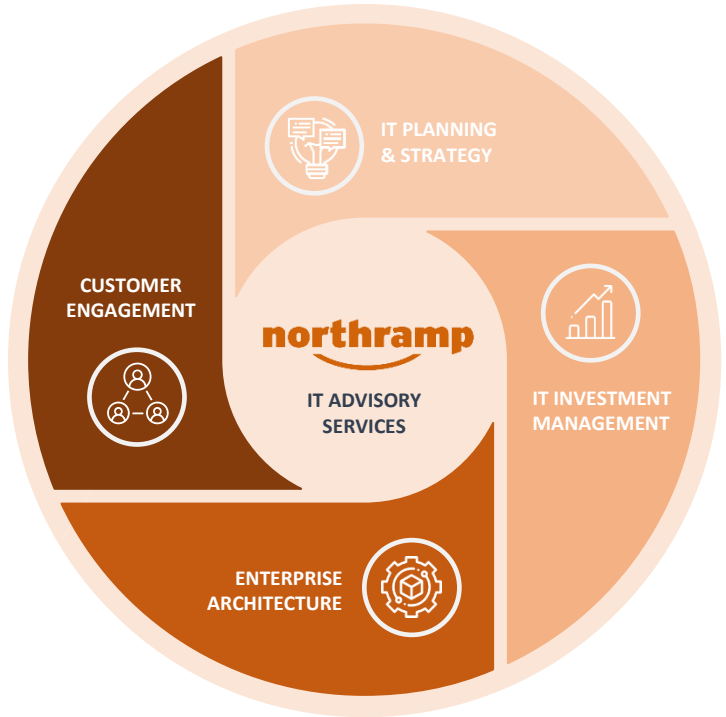 IT PLANNING
& STRATEGY
CUSTOMER
ENGAGEMENT
northramp
IT ADVISORY
SERVICES
IT INVESTMENT
MANAGEMENT
ENTERPRISE
ARCHITECTURE